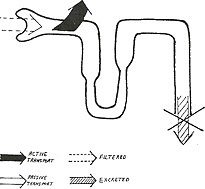 ACTIVE
TRANSPORT
FILTERED
PASSIVE
TRANSPORT
EXCRETED